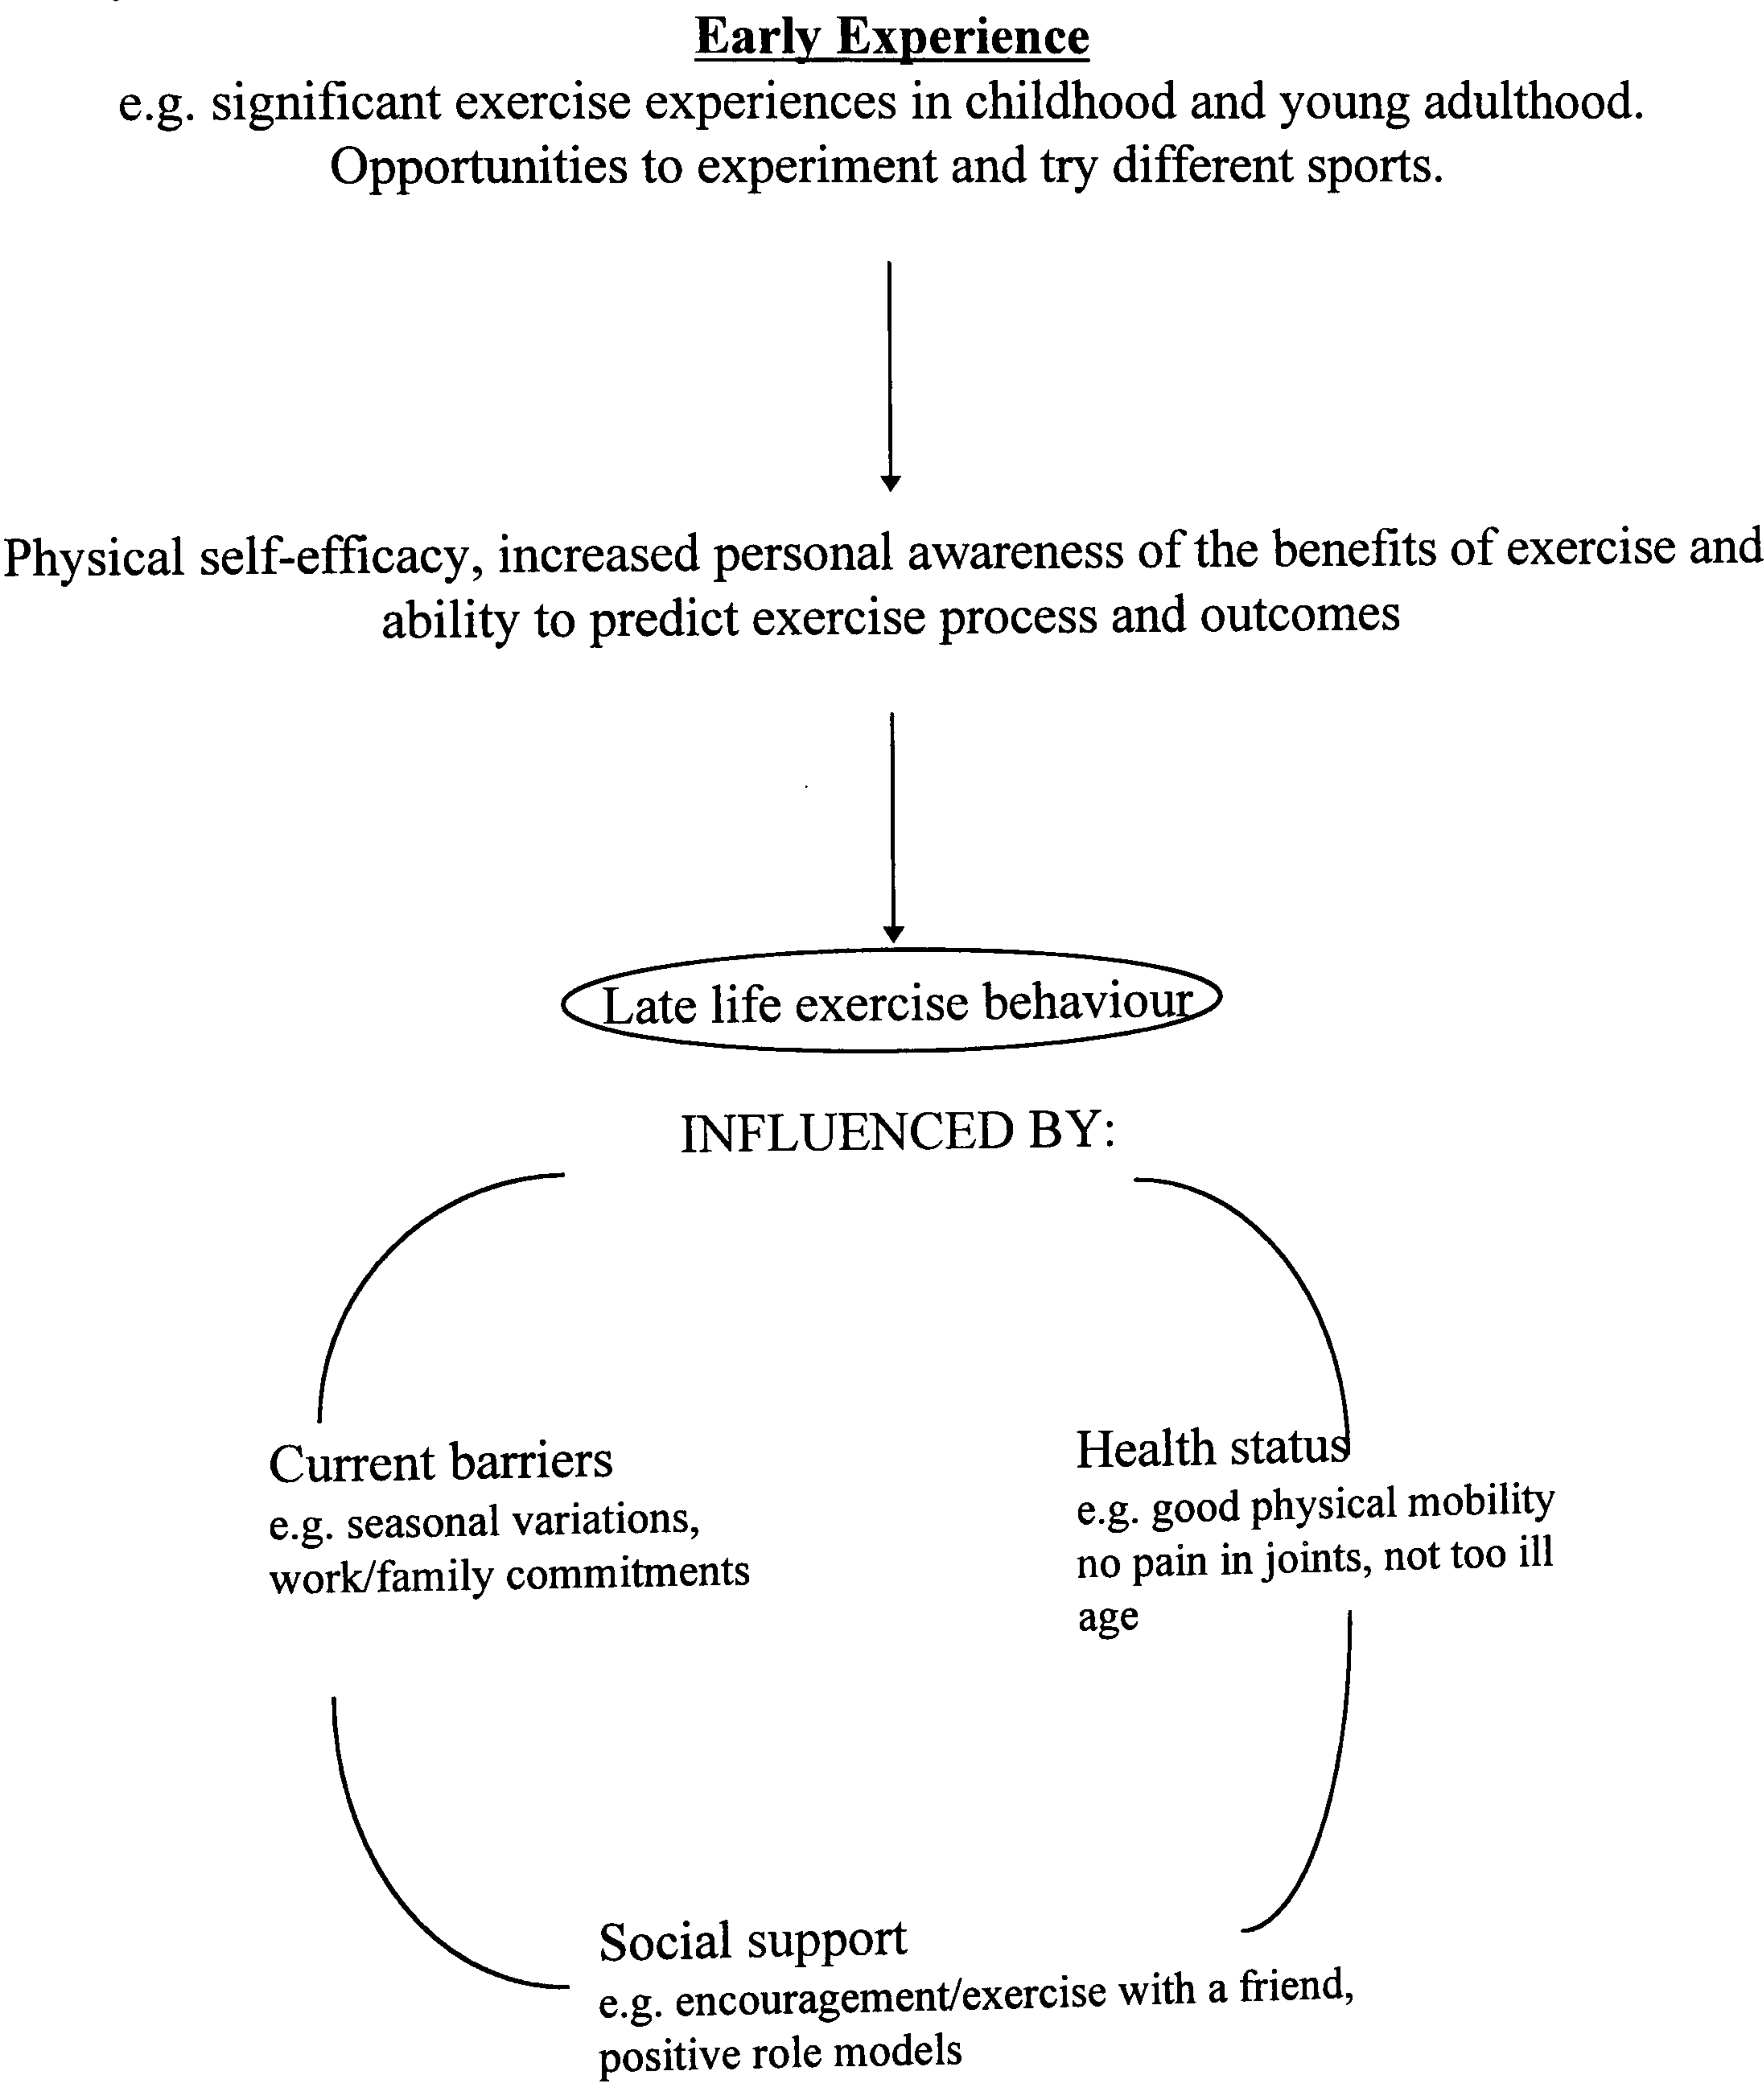 Early Experience
e.g. significant exercise experiences in childhood and young adulthood.
Opportunities to experiment and try different sports.
Physical self-efficacy, increased personal awareness of the benefits of exercise and
ability to predict exercise process and outcomes
Late life exercise behaviour
INFLUENCED BY:
Current barriers
e.g. seasonal variations,
work/family commitments
Health status
e.g. good physical mobility
no pain in joints, not too ill
age
Social support
e.g. encouragement/exercise with a friend,
positive role models